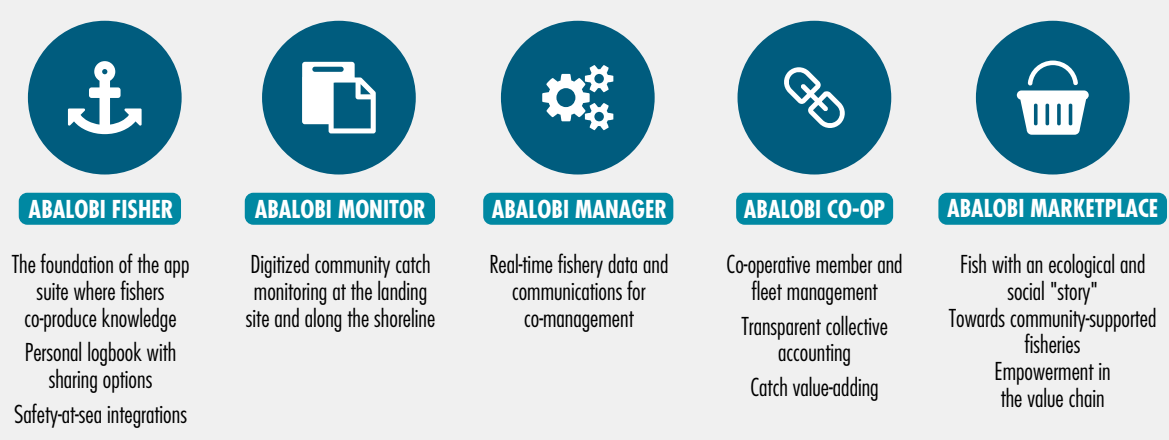 ABALOBI FISHER
The foundation of the app
suite where fishers
co-produce knowledge
Personal logbook with
sharing options
Safety-at-sea integrations
ABALOBI MONITOR
Digitized community catch
monitoring at the landing
site and along the shoreline
ABALOBI MANAGER
Real-time fishery data and
communications for
co-management
ABALOBI CO-OP
Co-operative member and
fleet management
Transparent collective
accounting
Catch value-adding
ABALOBI MARKETPLACE
Fish with an ecological and
social "story"
Towards community-supported
fisheries
Empowerment in
the value chain